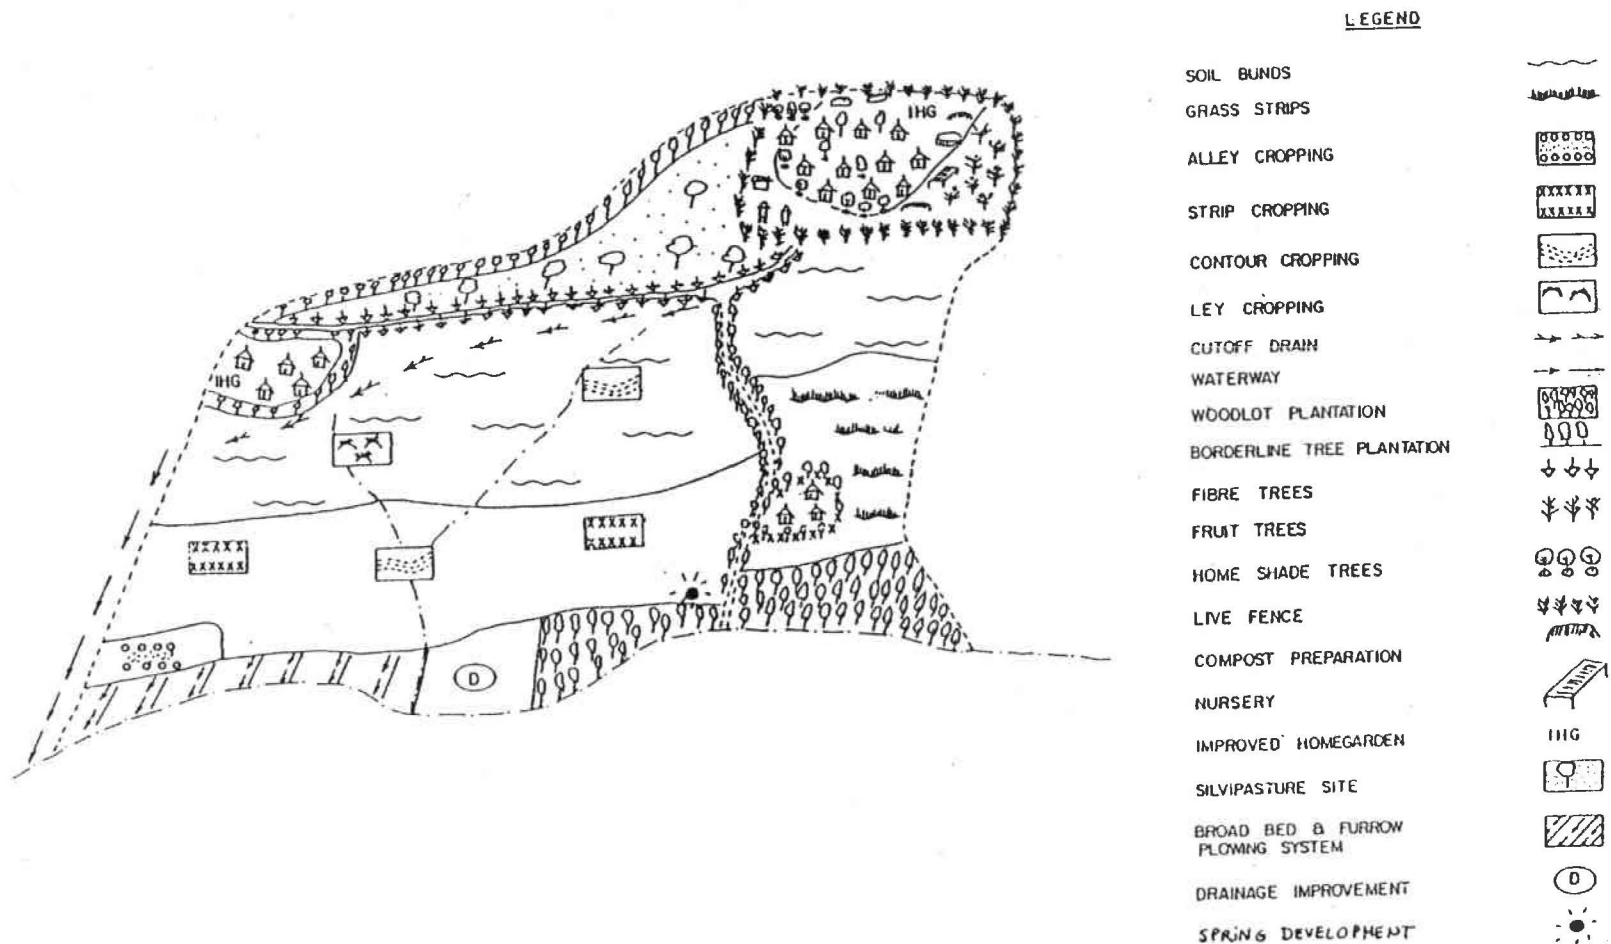 LEGEND
SOIL BUNDS
GRASS STRIPS
ALLEY CROPPING
STRIP CROPPING
CONTOUR CROPPING
LEY CROPPING
CUTOFF DRAIN
WATERWAY
WOODLOT PLANTATION
BORDERLINE TREE PLANTATION
FIBRE TREES
FRUIT TREES
HOME SHADE TREES
LIVE FENCE
COMPOST PREPARATION
NURSERY
IMPROVED HOMEGARDEN IHG
SILVIPASTURE SITE
BROAD BED & FURROW
PLOWING SYSTEM
DRAINAGE IMPROVEMENT D
SPRING DEVELOPMENT
IHG
IHG
D